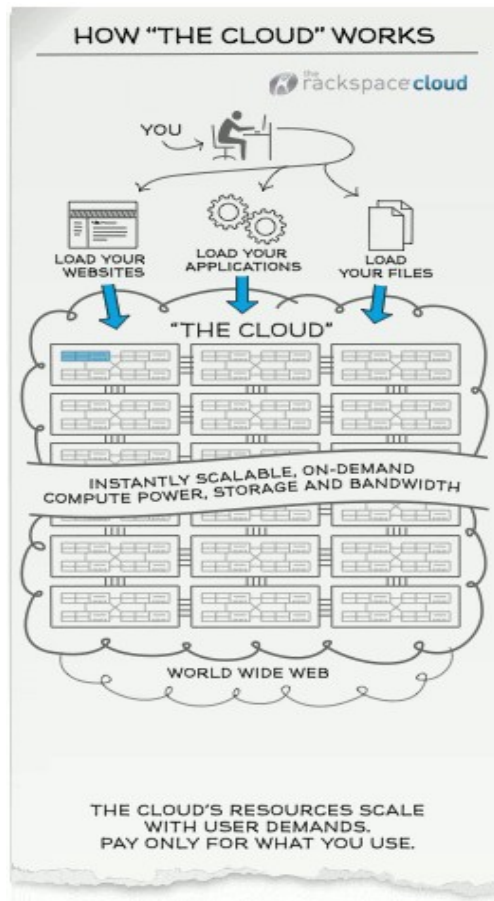 HOW "THE CLOUD" WORKS
the
rackspace cloud
YOU
LOAD YOUR
WEBSITES
LOAD YOUR
APPLICATIONS
LOAD
YOUR FILES
"THE CLOUD"
INSTANTLY SCALABLE, ON-DEMAND
COMPUTE POWER, STORAGE AND BANDWIDTH
WORLD WIDE WEB
THE CLOUD'S RESOURCES SCALE
WITH USER DEMANDS.
PAY ONLY FOR WHAT YOU USE.